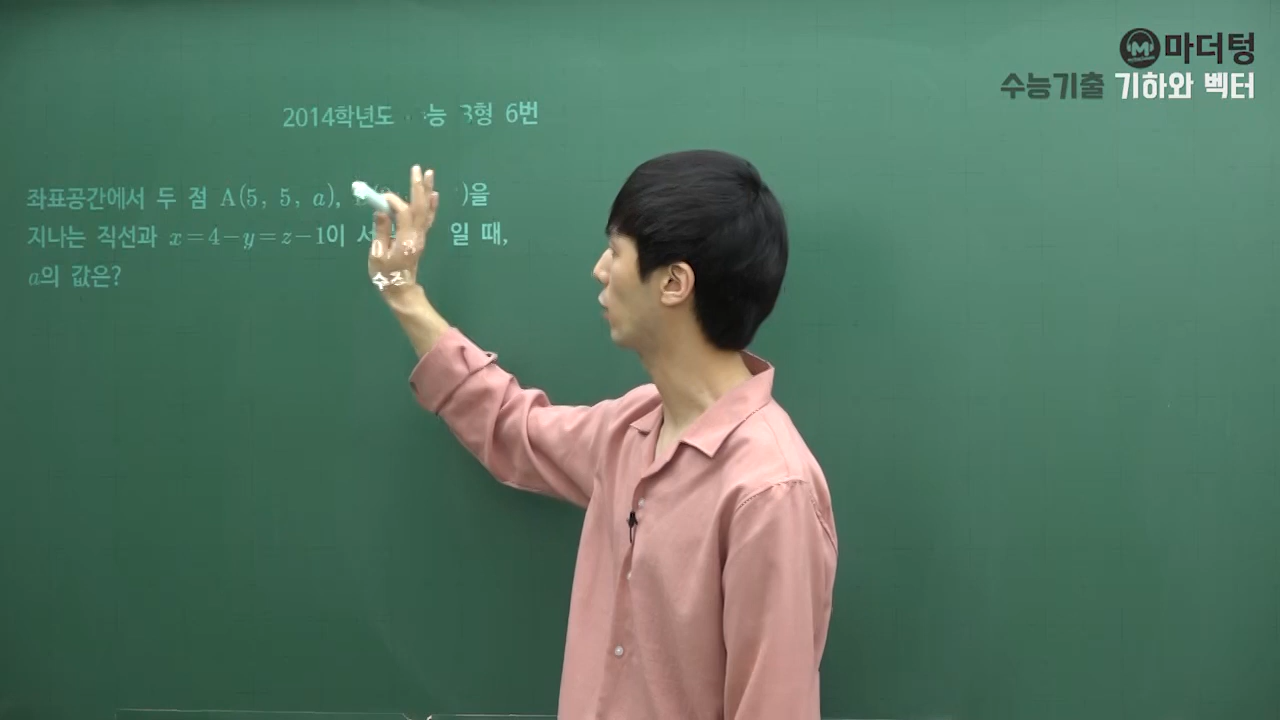 마더텅
수능기출 기하와 벡터
2014학년도 능 형 6번
좌표공간에서 두 점 A(5, 5, a), )을
지나는 직선과 x=4-y=z-1이 일 때,
a의 값은?